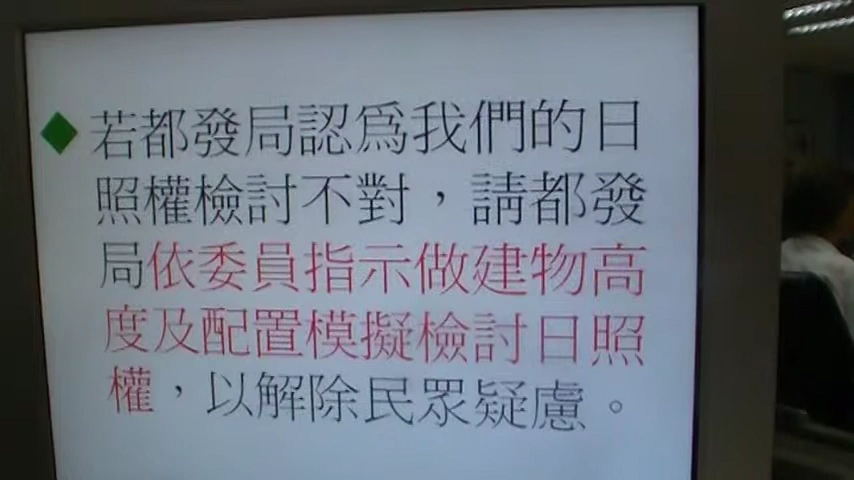 若都發局認為我們的日
照權檢討不對，請都發
局依委員指示做建物高
度及配置模擬檢討日照
權，以解除民眾疑慮。